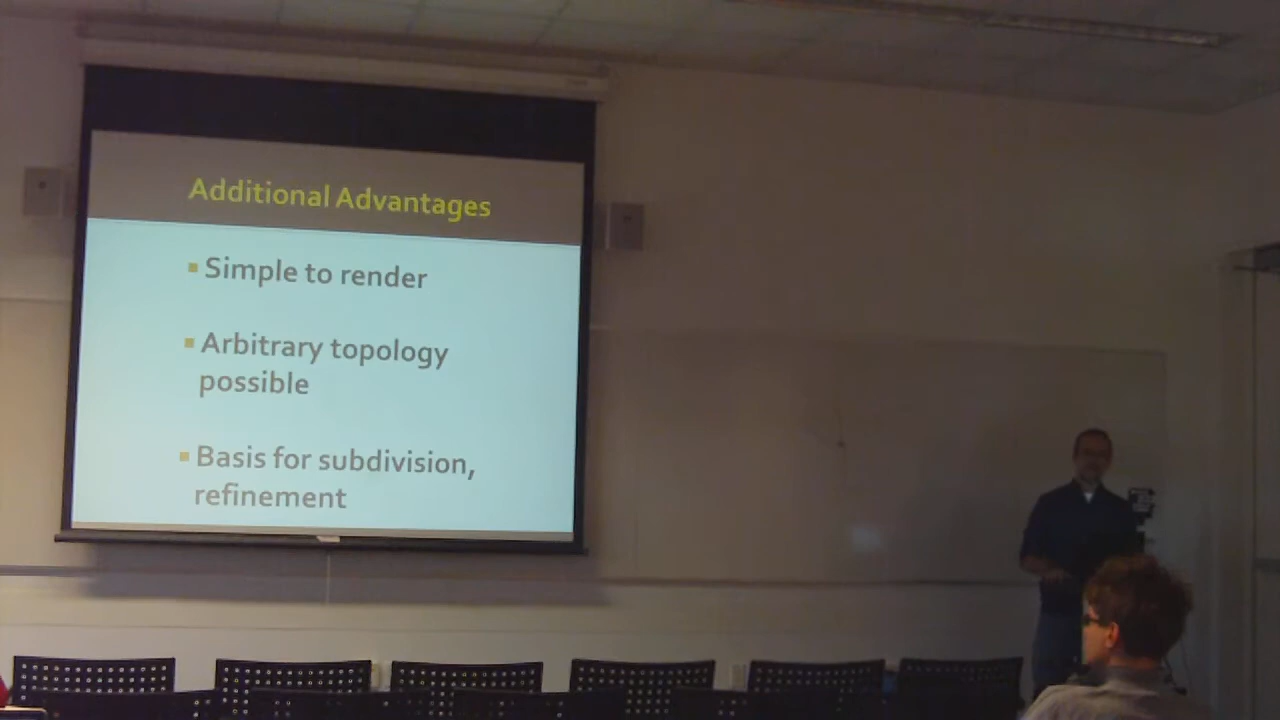 Additional Advantages
Simple to render
Arbitrary topology
possible
Basis for subdivision,
refinement